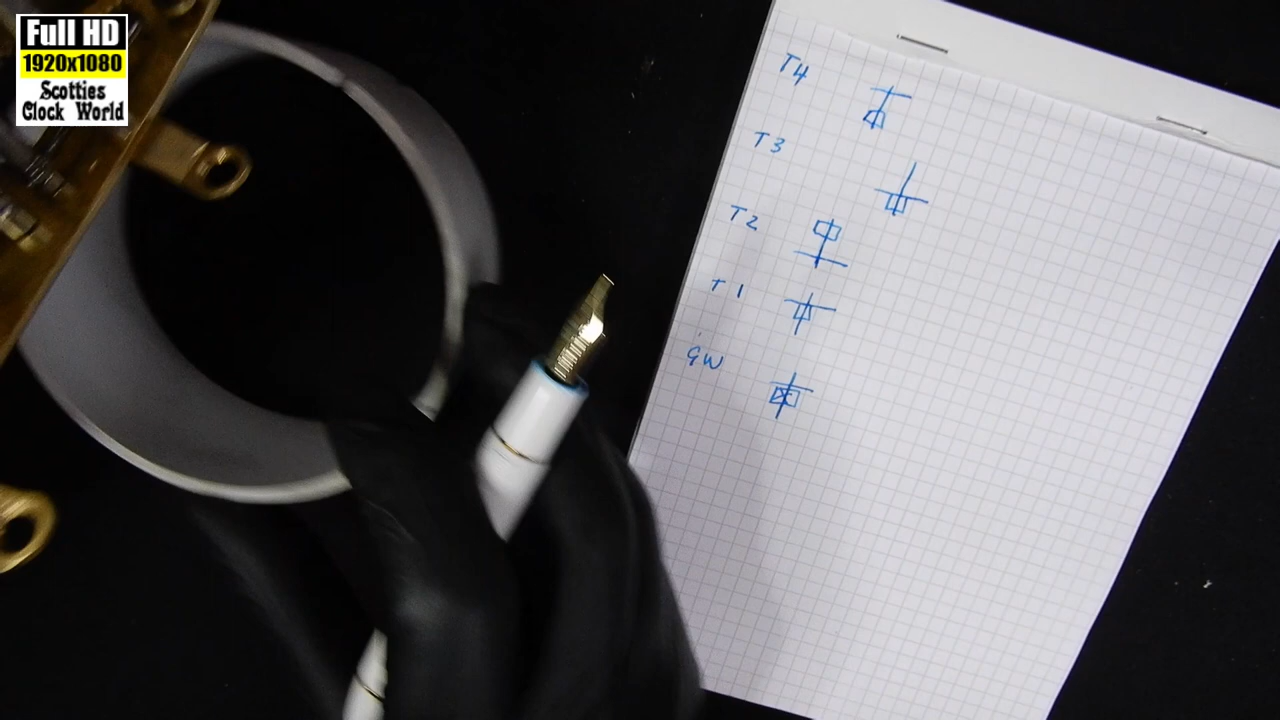 Full HD
1920x1080
Scotties
Clock World
T4
T3
T2
T1
GW